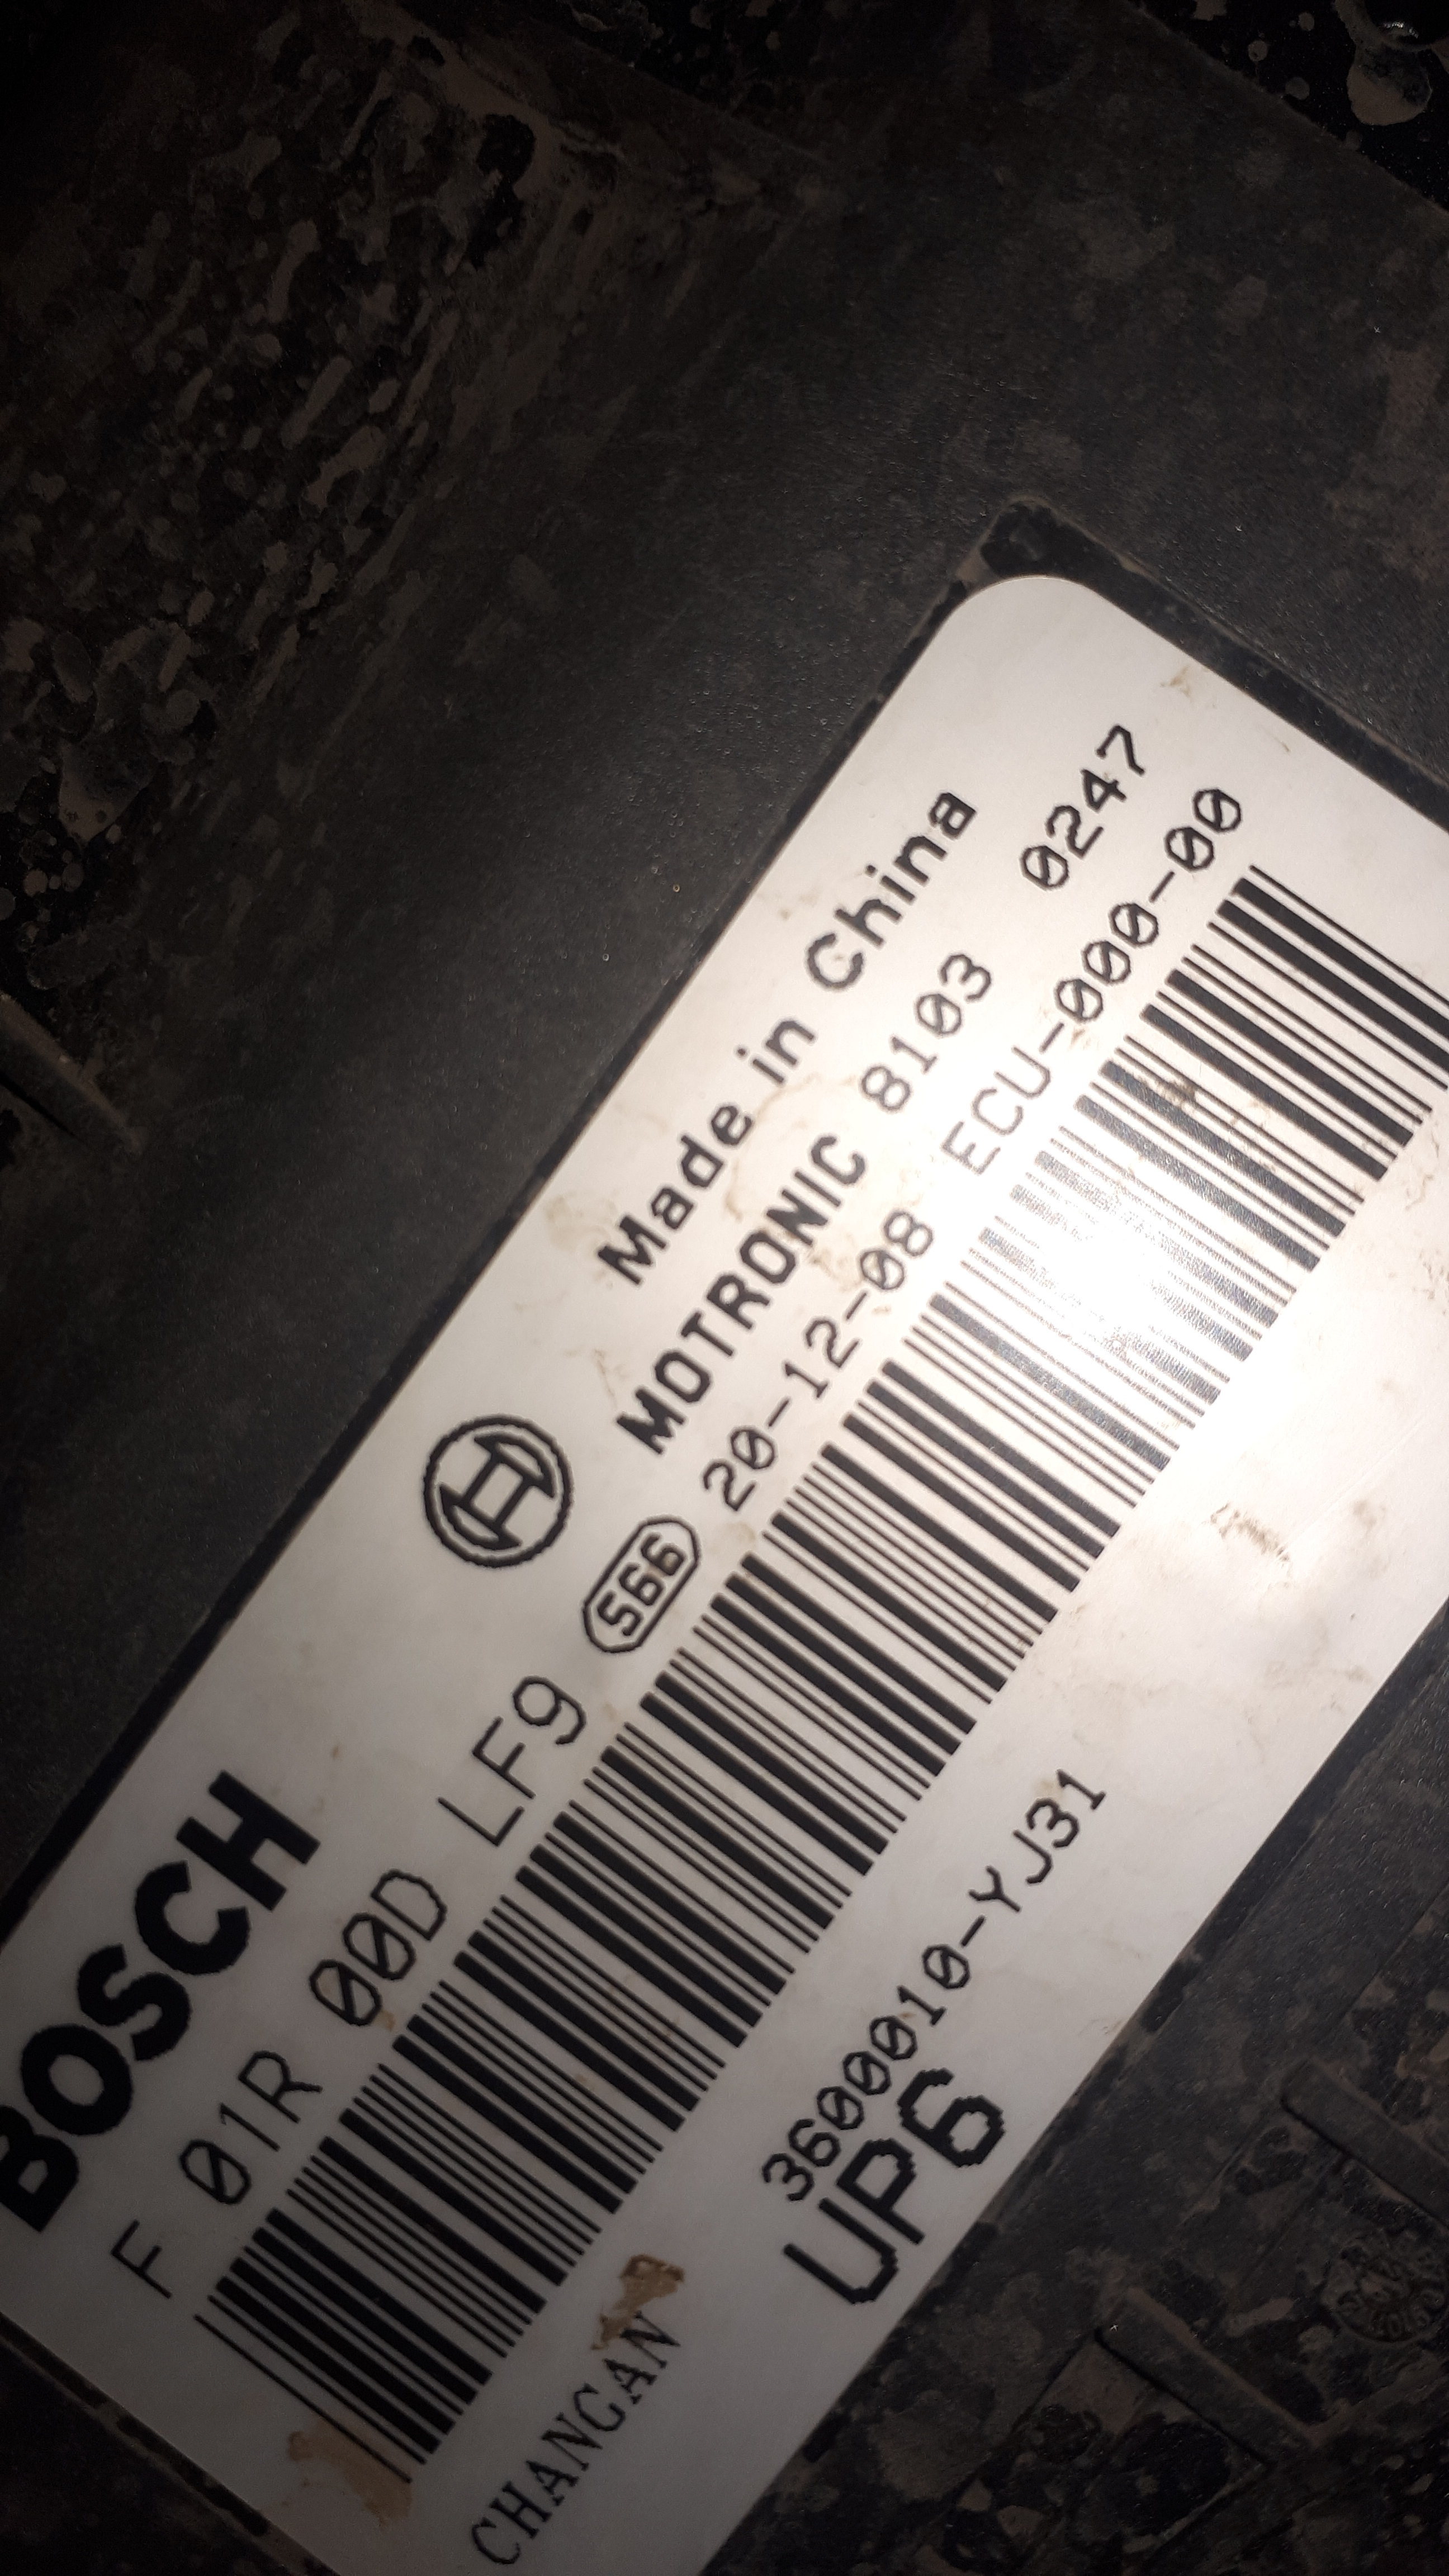 BOSCH
Made in China
F 01R 00D LF9
MOTRONIC 8103 0247
566 20-12-08 ECU-000-00
CHANGAN
3600010-YJ31
UP6